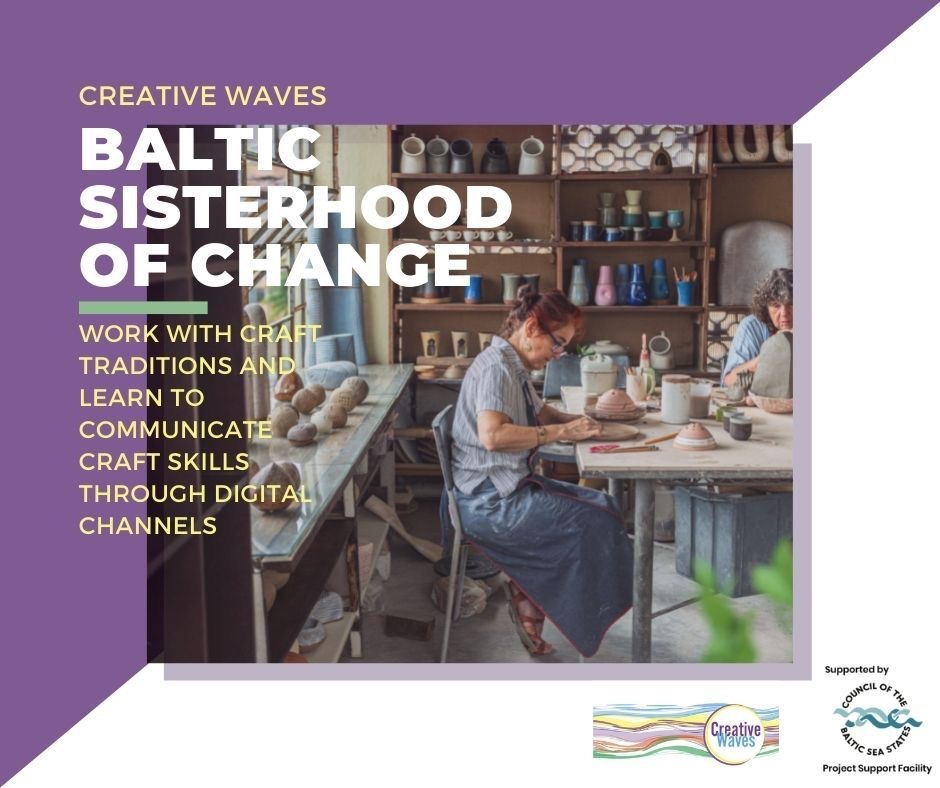 CREATIVE WAVES
BALTIC
SISTERHOOD
OF CHANGE
WORK WITH CRAFT
TRADITIONS AND
LEARN TO
COMMUNICATE
CRAFT SKILLS
THROUGH DIGITAL
CHANNELS
Creative
Waves
Supported by
COUNCIL OF THE
BALTIC SEA STATES
Project Support Facility